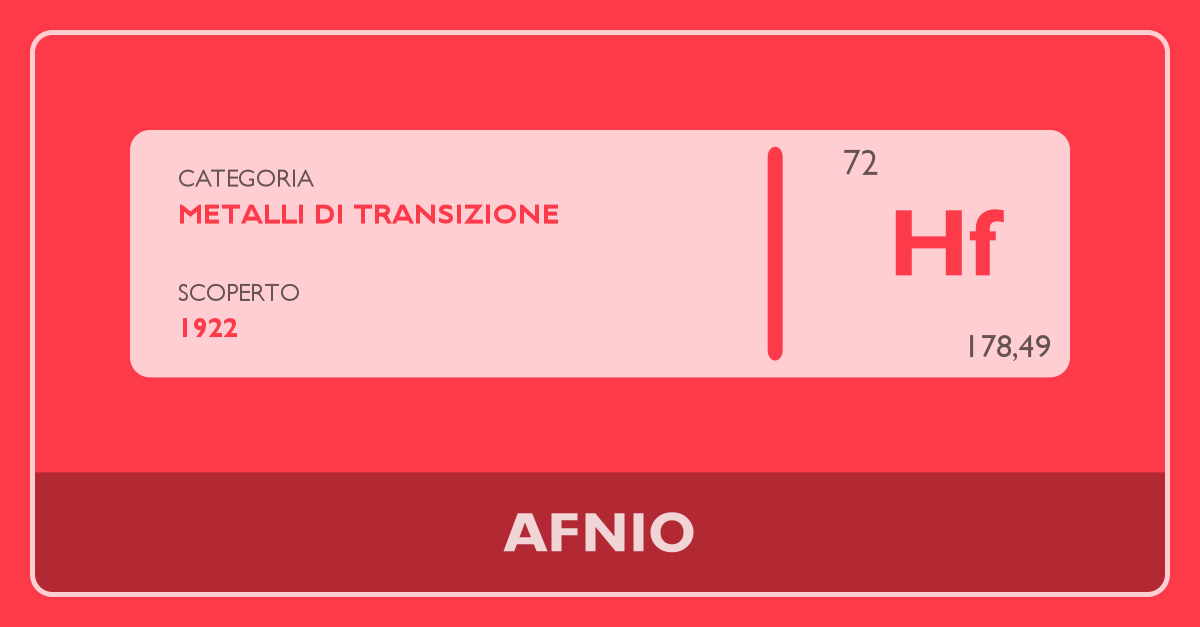 CATEGORIA
METALLI DI TRANSIZIONE
SCOPERTO
1922
72
Hf
178,49
AFNIO